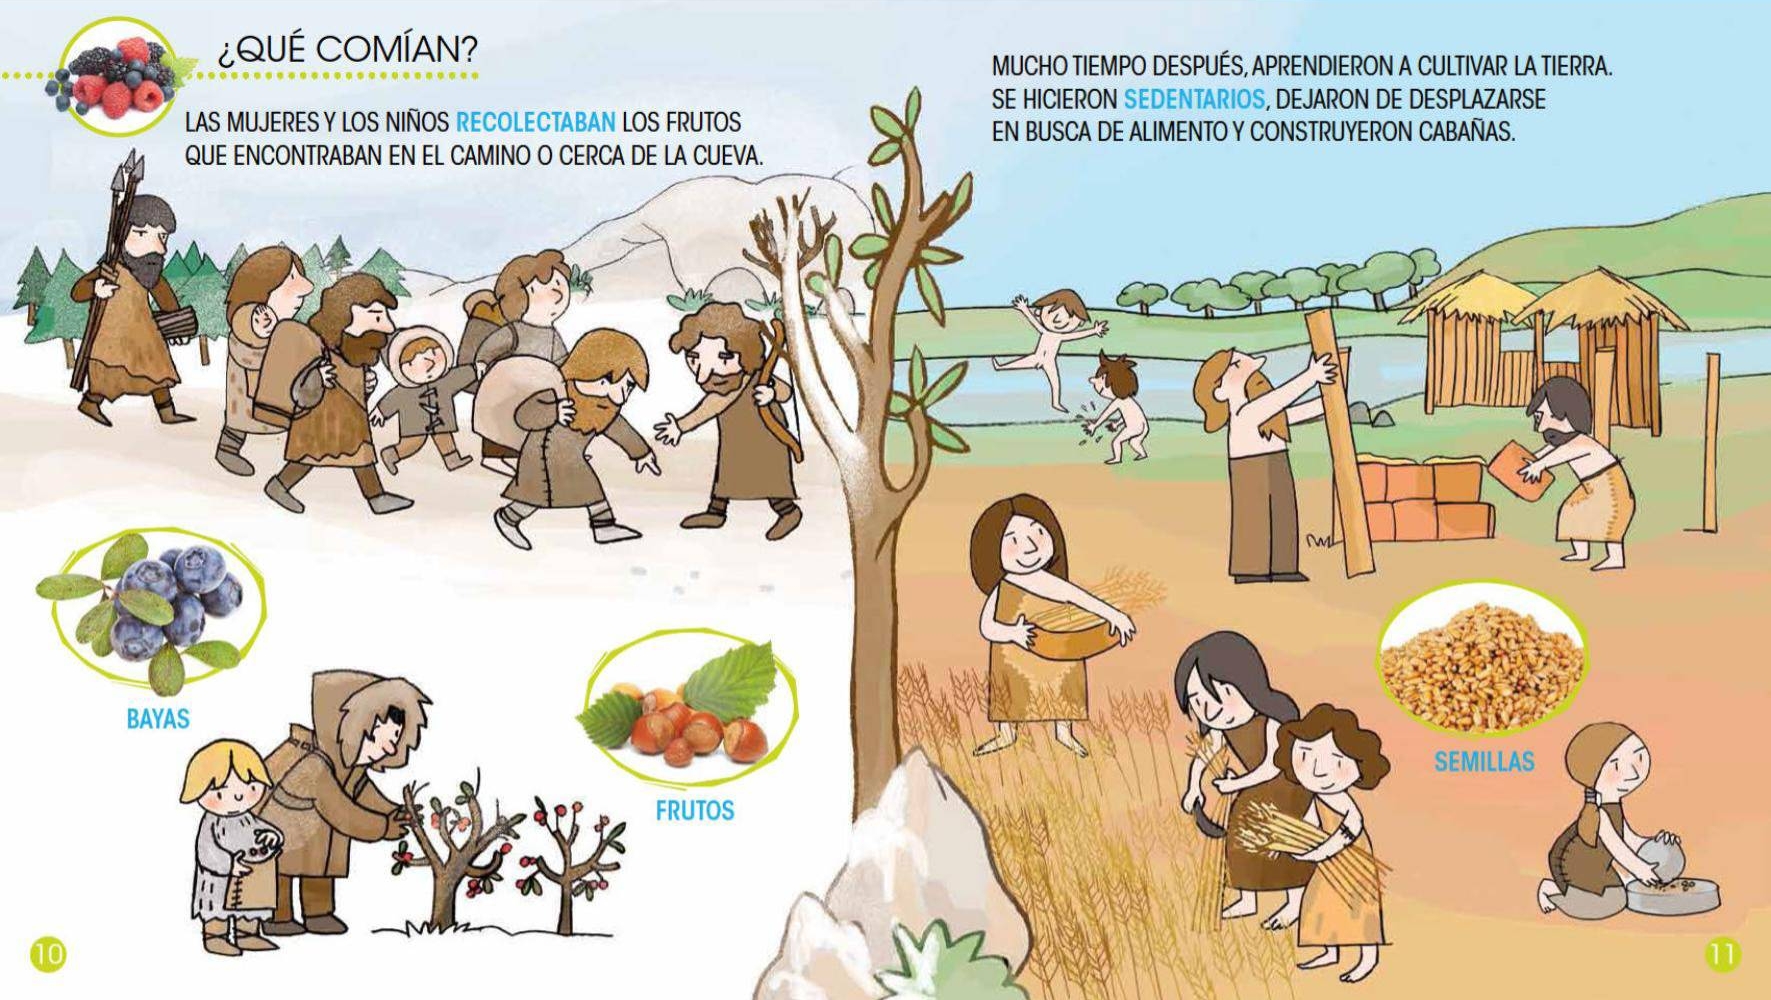 ¿QUÉ COMÍAN?
LAS MUJERES Y LOS NIÑOS RECOLECTABAN LOS FRUTOS
QUE ENCONTRABAN EN EL CAMINO O CERCA DE LA CUEVA.
BAYAS
FRUTOS
10
MUCHO TIEMPO DESPUÉS, APRENDIERON A CULTIVAR LA TIERRA.
SE HICIERON SEDENTARIOS, DEJARON DE DESPLAZARSE
EN BUSCA DE ALIMENTO Y CONSTRUYERON CABAÑAS.
SEMILLAS
11